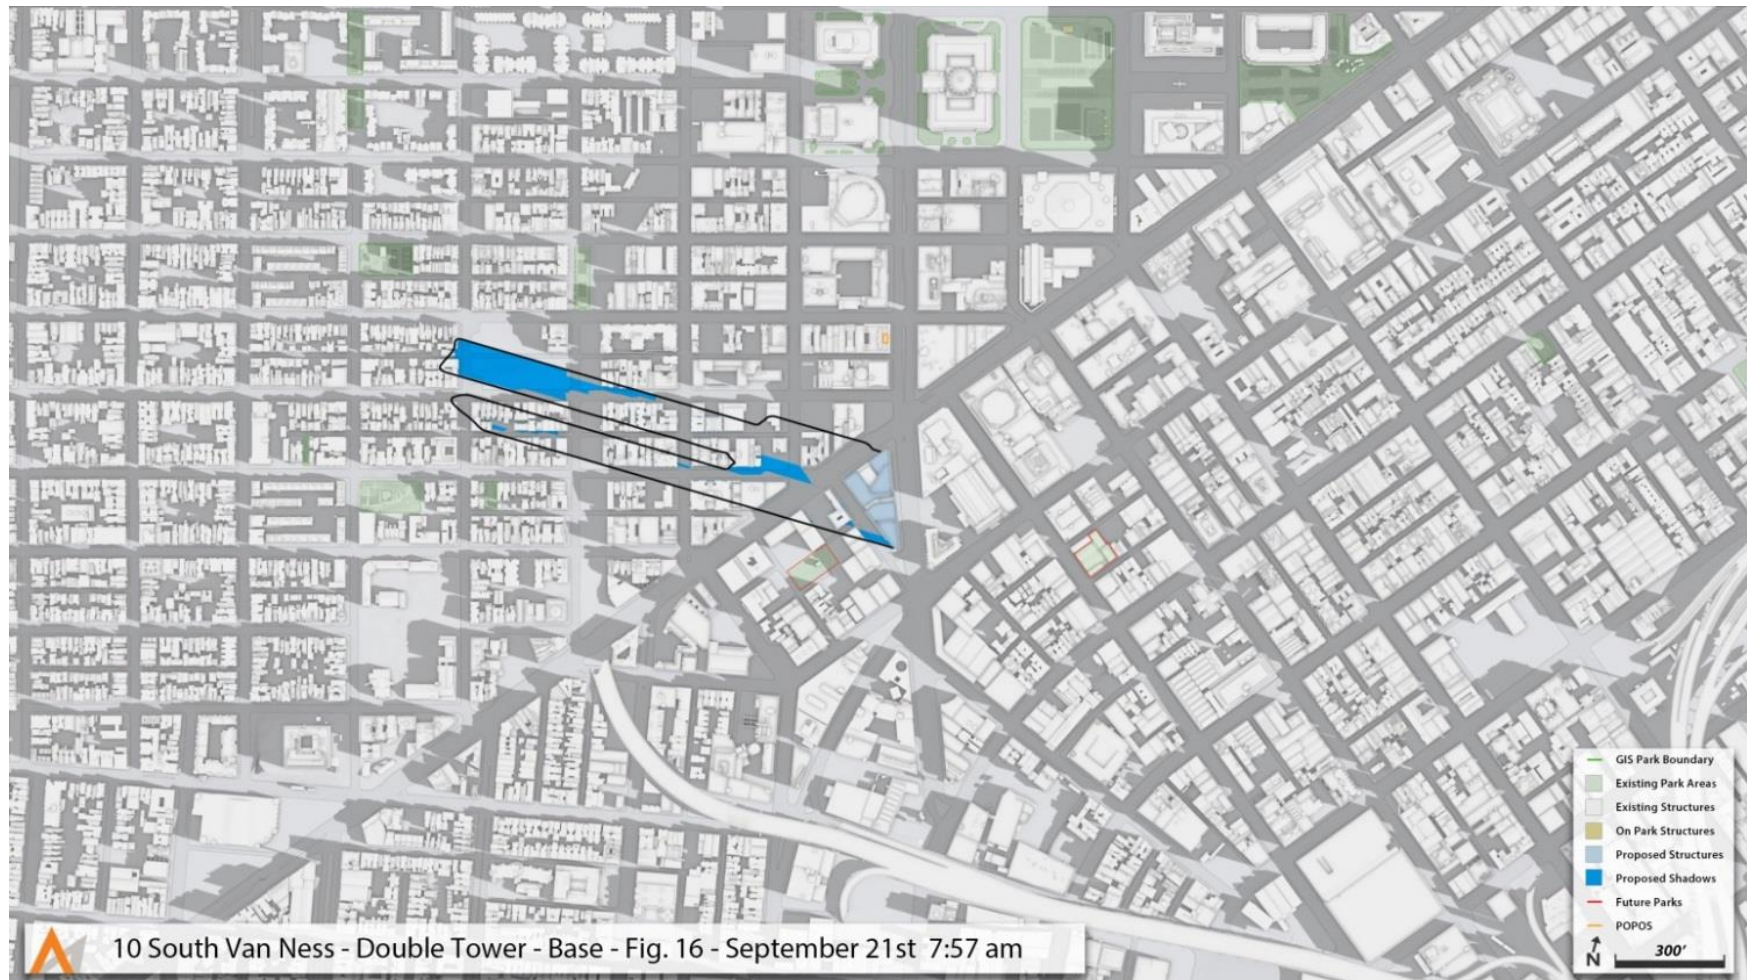 GIS Park Boundary
Existing Park Areas
Existing Structures
On Park Structures
Proposed Structures
Proposed Shadows
Future Parks
POPOS
N
300'
10 South Van Ness - Double Tower - Base - Fig. 16 - September 21st 7:57 am